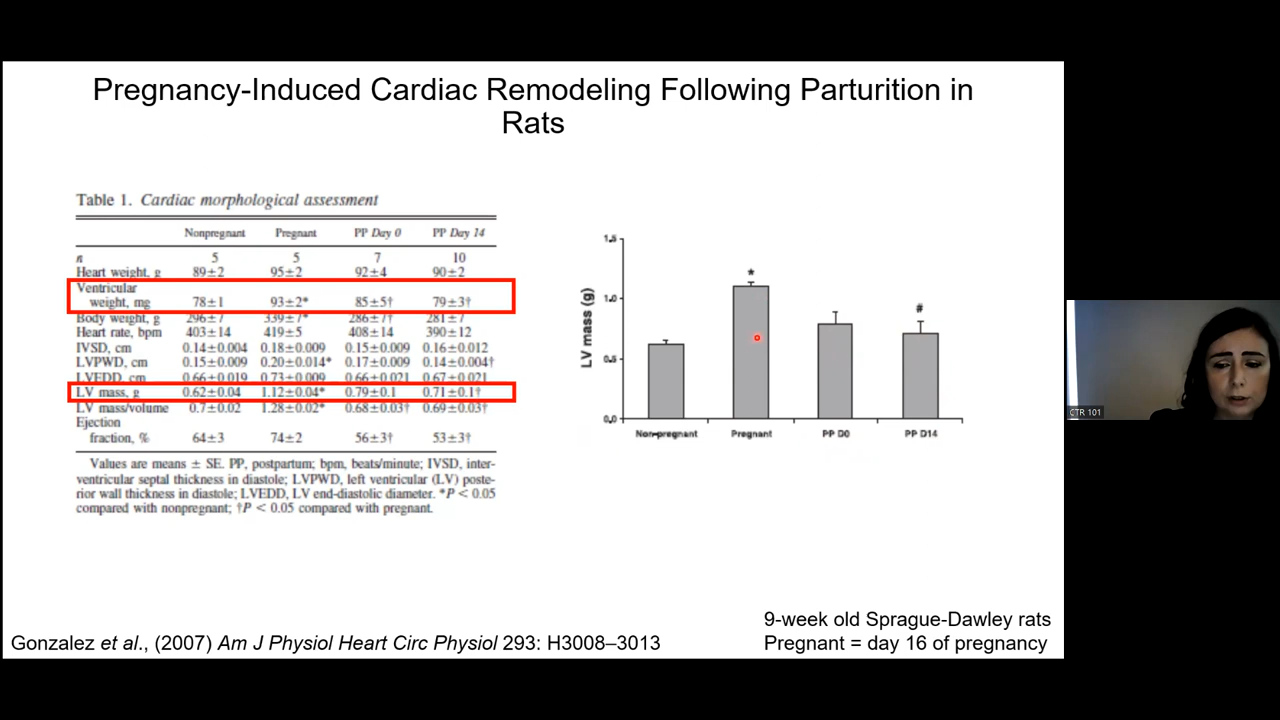 Pregnancy-Induced Cardiac Remodeling Following Parturition in
Rats
Table 1. Cardiac morphological assessment
Nonpregnant Pregnant PP Day 0 PP Day 14
n 5 5 7 10
Heart weight, g 89±2 95±2 92±4 90±2
Ventricular
weight, mg 78±1 93±2* 85±5† 79±3†
Body weight, g 296±7 339±7* 286±7† 281±7
Heart rate, bpm 403±14 419±5 408±14 390±12
IVSD, cm 0.14±0.004 0.18±0.009 0.15±0.009 0.16±0.012
LVPWD, cm 0.15±0.009 0.20±0.014* 0.17±0.009 0.14±0.004†
LVEDD, cm 0.66±0.019 0.73±0.009 0.66±0.021 0.67±0.021
LV mass, g 0.62±0.04 1.12±0.04* 0.79±0.1 0.71±0.1†
LV mass/volume 0.7±0.02 1.28±0.02* 0.68±0.03† 0.69±0.03†
Ejection
fraction, % 64±3 74±2 56±3† 53±3†
Values are means ± SE. PP, postpartum; bpm, beats/minute; IVSD, inter-
ventricular septal thickness in diastole; LVPWD, left ventricular (LV) poste-
rior wall thickness in diastole; LVEDD, LV end-diastolic diameter. *P < 0.05
compared with nonpregnant; †P < 0.05 compared with pregnant.
LV mass (g)
1.5
1.0
0.5
0.0
*
#
Non-pregnant Pregnant PP D0 PP D14
CTR 101
9-week old Sprague-Dawley rats
Gonzalez et al., (2007) Am J Physiol Heart Circ Physiol 293: H3008–3013
Pregnant = day 16 of pregnancy